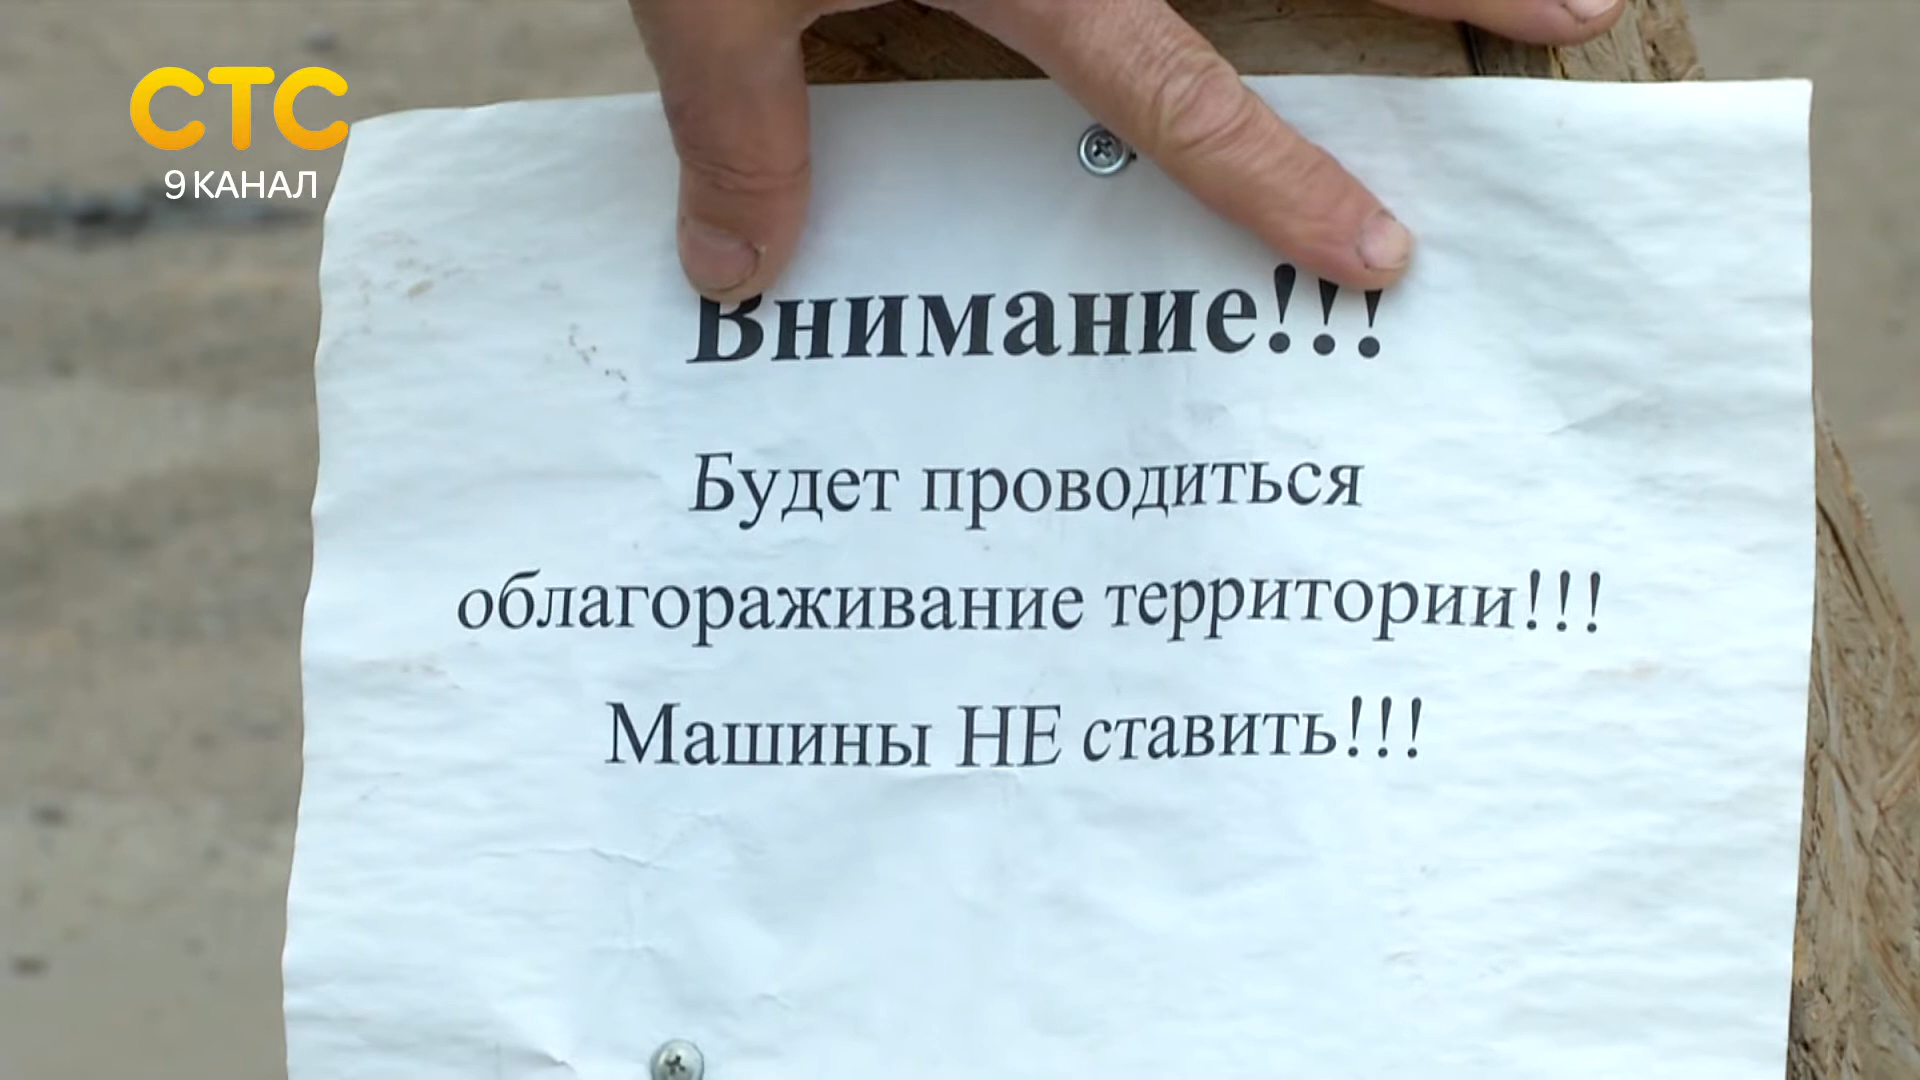 СТС
9 КАНАЛ
Внимание!!!
Будет проводиться
облагораживание территории!!!
Машины НЕ ставить!!!